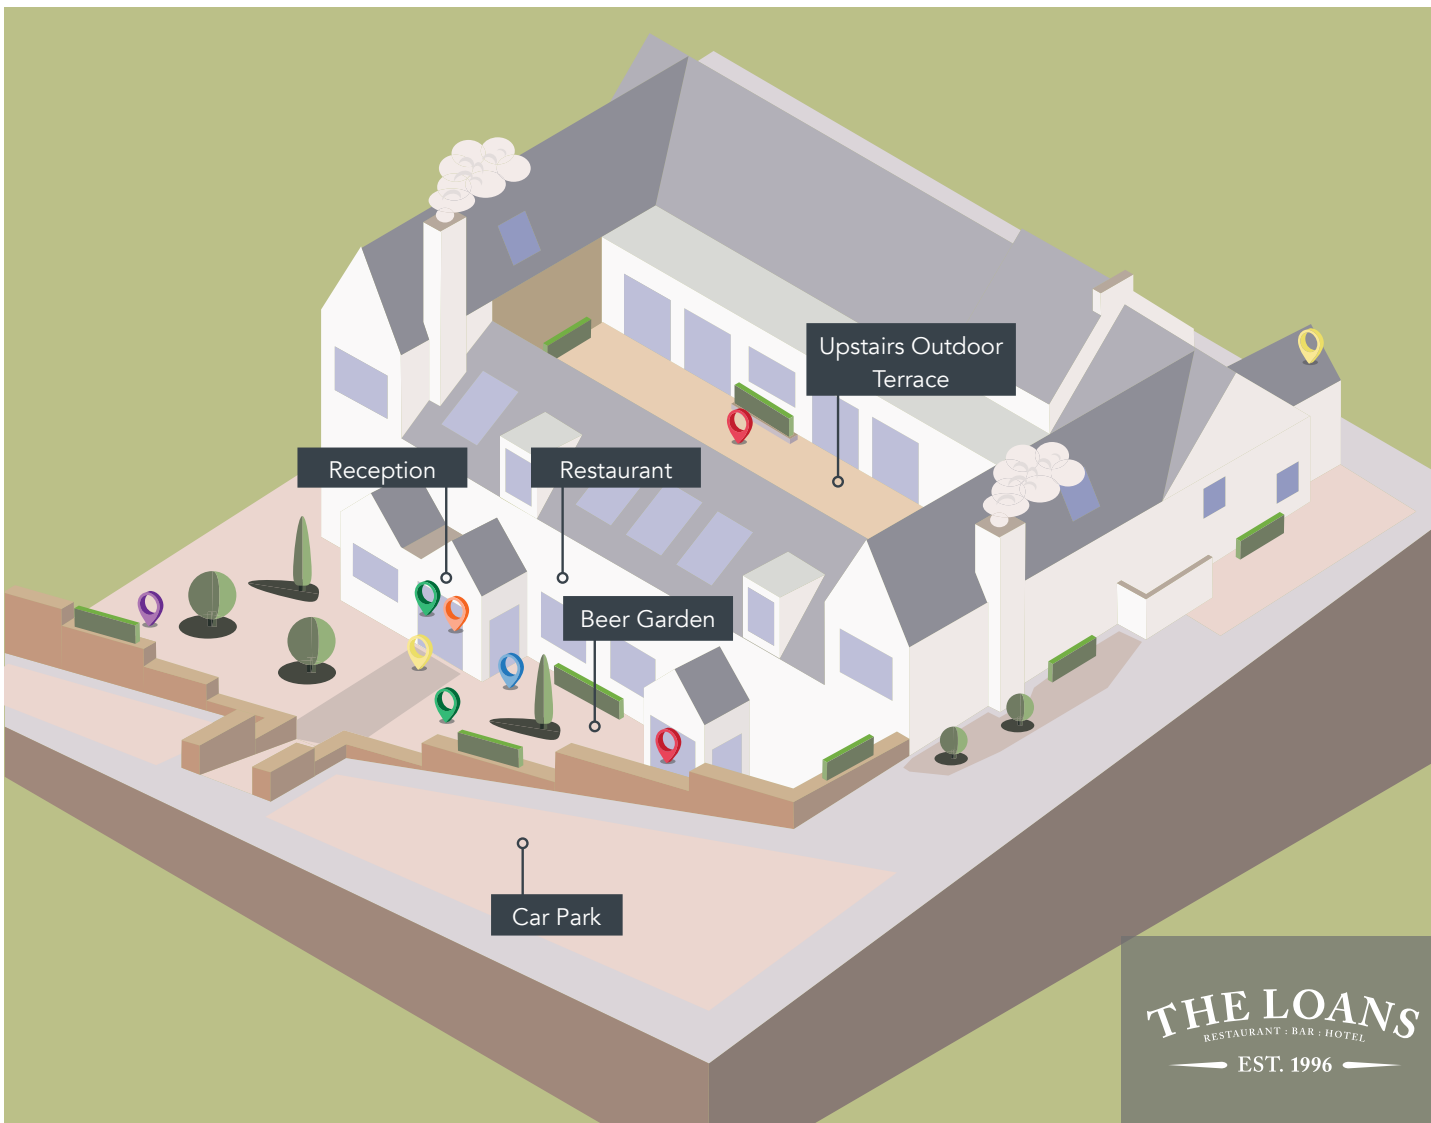 Upstairs Outdoor
Terrace
Reception
Restaurant
Beer Garden
Car Park
THE LOANS
RESTAURANT : BAR : HOTEL
EST. 1996